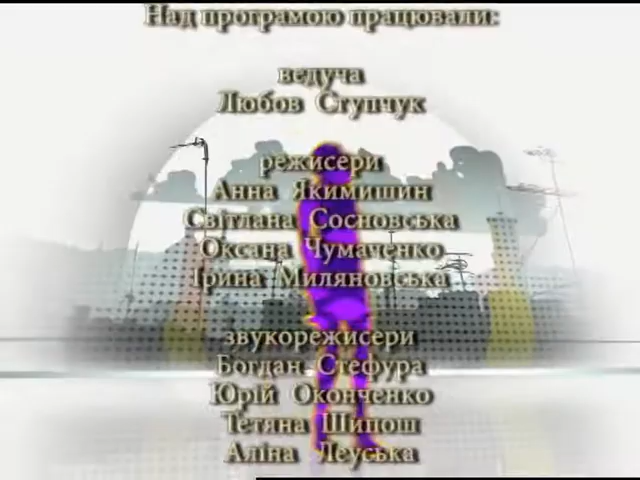 Над програмою працювали:
ведуча
Любов Ступчук
режисери
Анна Якимишин
Світлана Сосновська
Оксана Чумаченко
Ірина Миляновська
звукорежисери
Богдан Стефура
Юрій Оконченко
Тетяна Шипош
Аліна Леуська